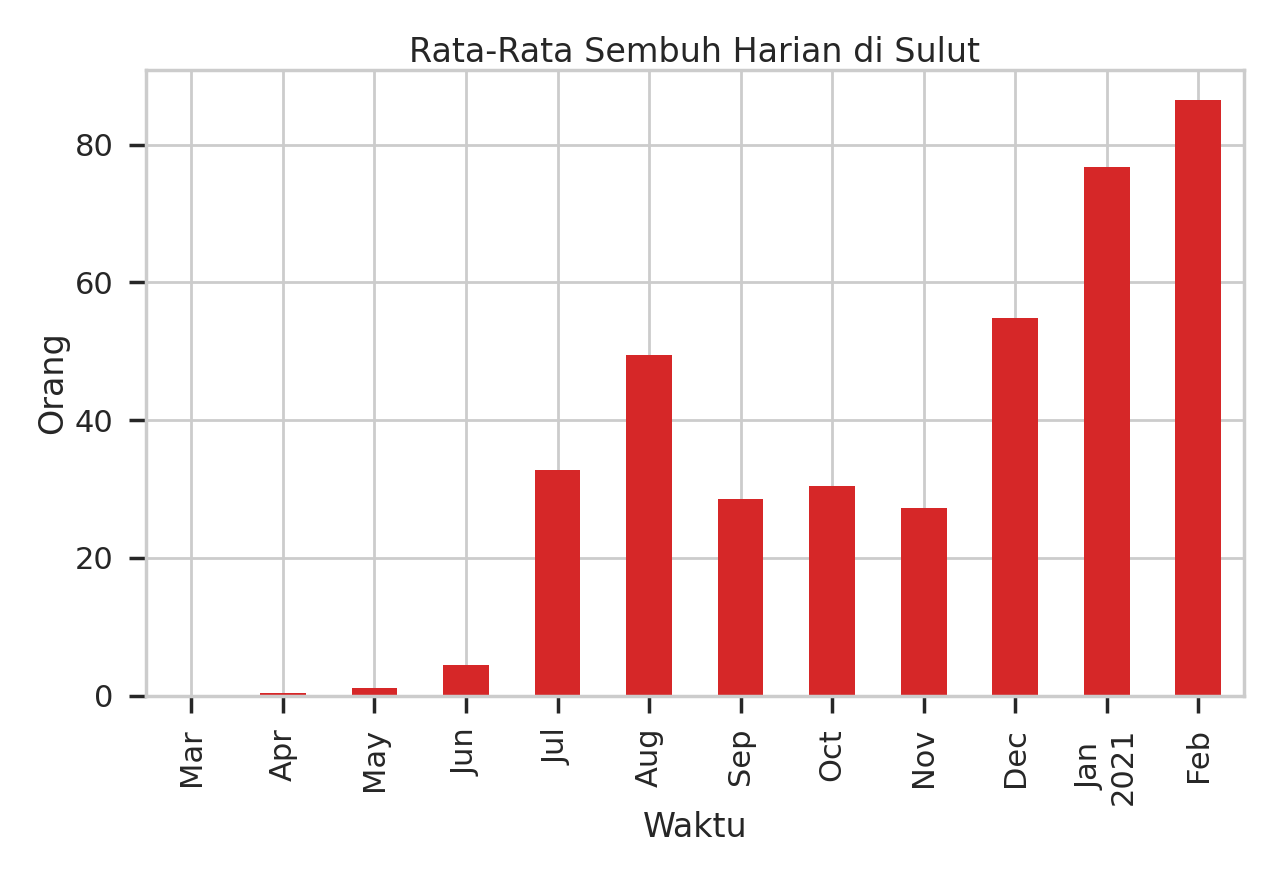 Rata-Rata Sembuh Harian di Sulut
80
60
40
20
0
Orang
Mar
Apr
May
Jun
Jul
Aug
Sep
Oct
Nov
Dec
Jan
2021
Feb
Waktu